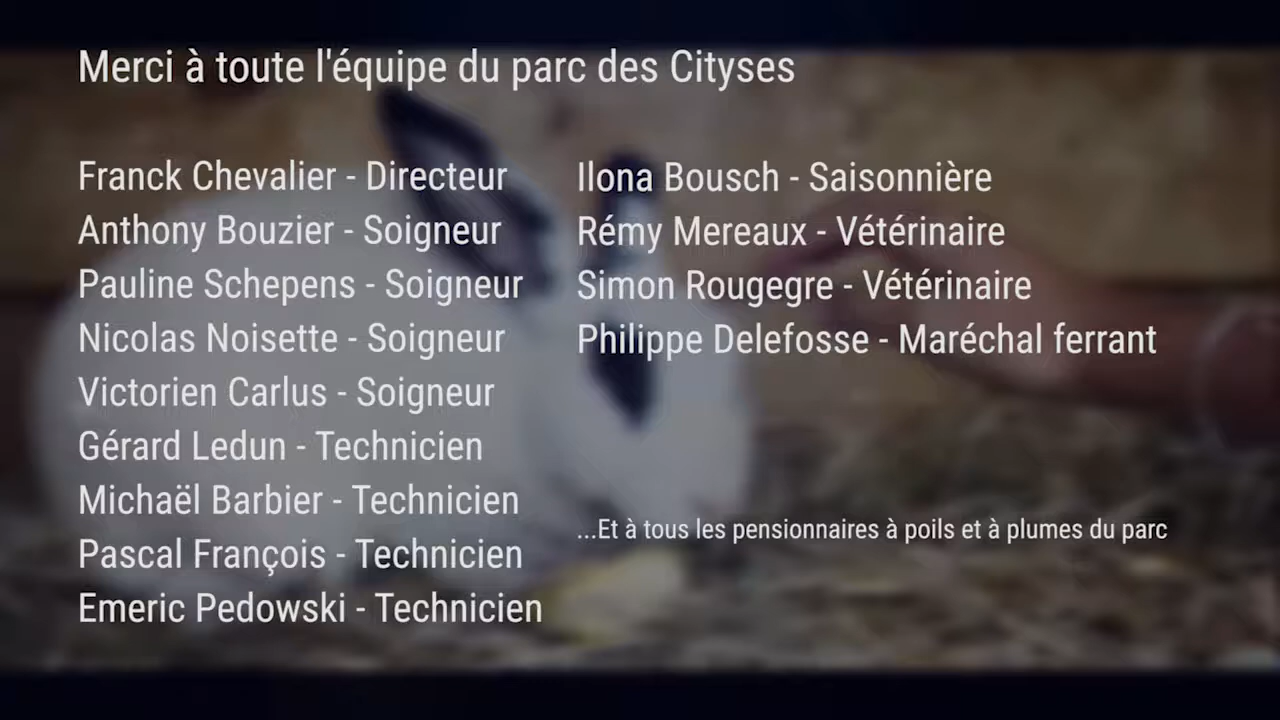 Merci à toute l'équipe du parc des Cityses
Franck Chevalier - Directeur
Anthony Bouzier - Soigneur
Pauline Schepens - Soigneur
Nicolas Noisette - Soigneur
Victorien Carlus - Soigneur
Gérard Ledun - Technicien
Michaël Barbier - Technicien
Pascal François - Technicien
Emeric Pedowski - Technicien
Ilona Bousch - Saisonnière
Rémy Mereaux - Vétérinaire
Simon Rougegre - Vétérinaire
Philippe Delefosse - Maréchal ferrant
...Et à tous les pensionnaires à poils et à plumes du parc